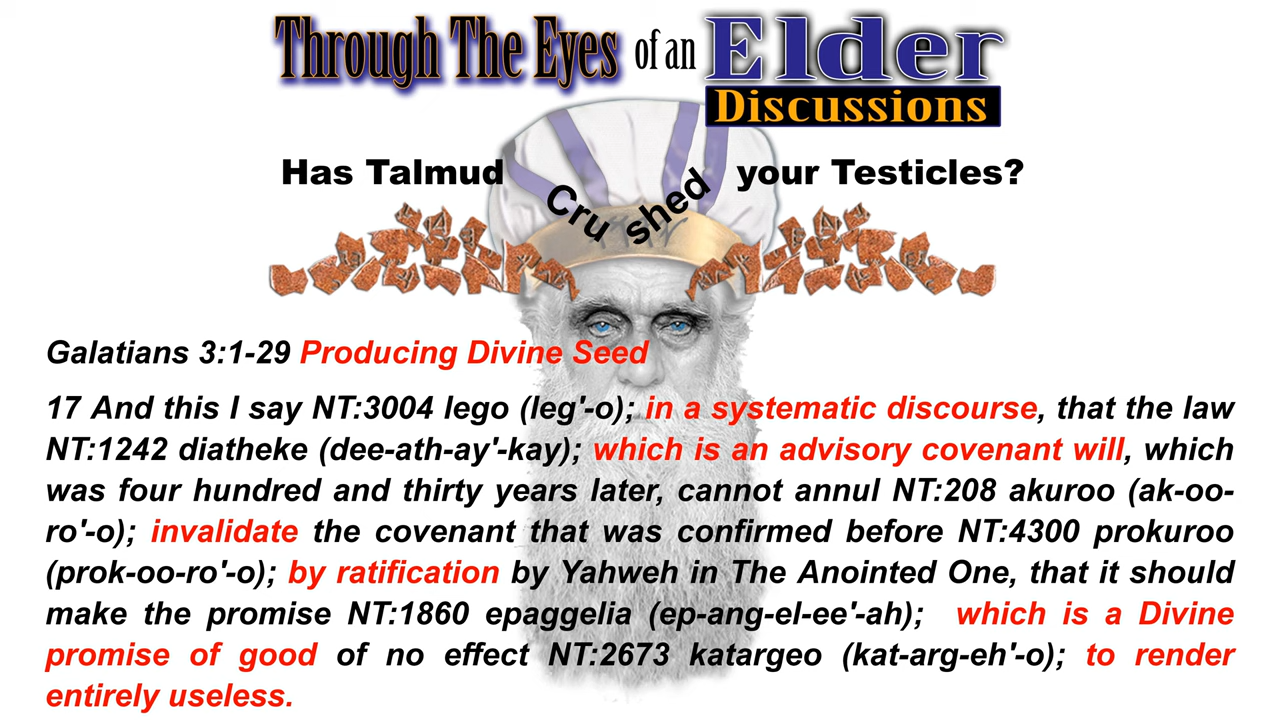 Through The Eyes of an Elder
Discussions
Has Talmud Crushed your Testicles?
Galatians 3:1-29 Producing Divine Seed
17 And this I say NT:3004 lego (leg'-o); in a systematic discourse, that the law
NT:1242 diatheke (dee-ath-ay'-kay); which is an advisory covenant will, which
was four hundred and thirty years later, cannot annul NT:208 akuroo (ak-oo-
ro'-o); invalidate the covenant that was confirmed before NT:4300 prokuroo
(prok-oo-ro'-o); by ratification by Yahweh in The Anointed One, that it should
make the promise NT:1860 epaggelia (ep-ang-el-ee'-ah); which is a Divine
promise of good of no effect NT:2673 katargeo (kat-arg-eh'-o); to render
entirely useless.